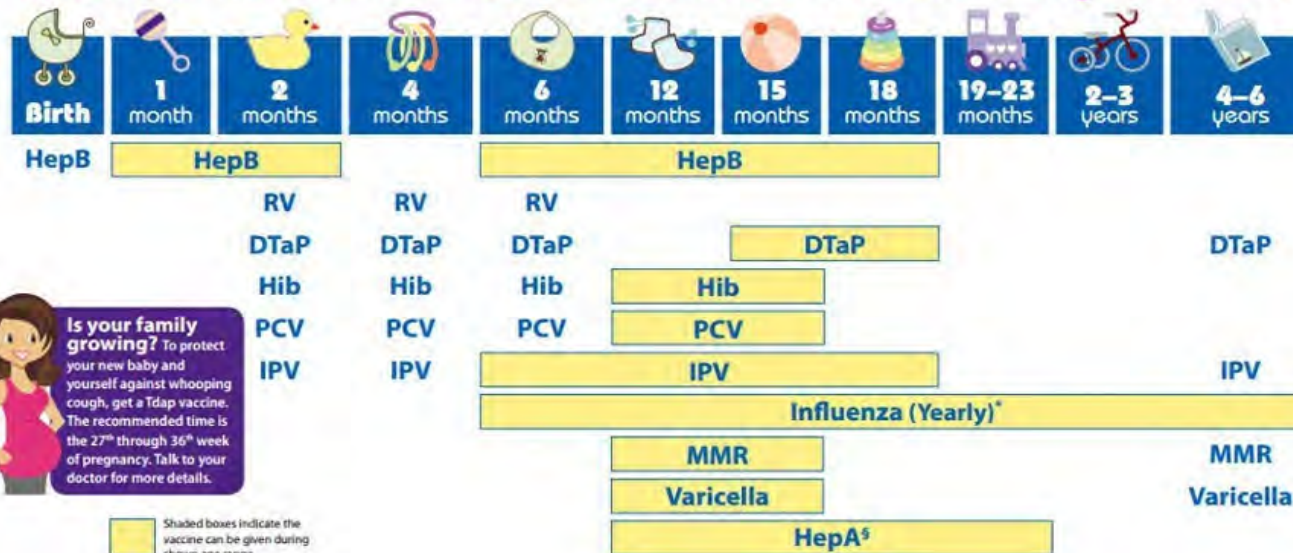 Birth
1 month
2 months
4 months
6 months
12 months
15 months
18 months
19–23 months
2–3 years
4–6 years
HepB HepB HepB
RV RV RV
DTaP DTaP DTaP DTaP DTaP
Hib Hib Hib Hib
PCV PCV PCV PCV
IPV IPV IPV IPV
Influenza (Yearly)*
MMR MMR
Varicella Varicella
HepA§
Is your family
growing? To protect
your new baby and
yourself against whooping
cough, get a Tdap vaccine.
The recommended time is
the 27th through 36th week
of pregnancy. Talk to your
doctor for more details.
Shaded boxes indicate the
vaccine can be given during
shown age range.